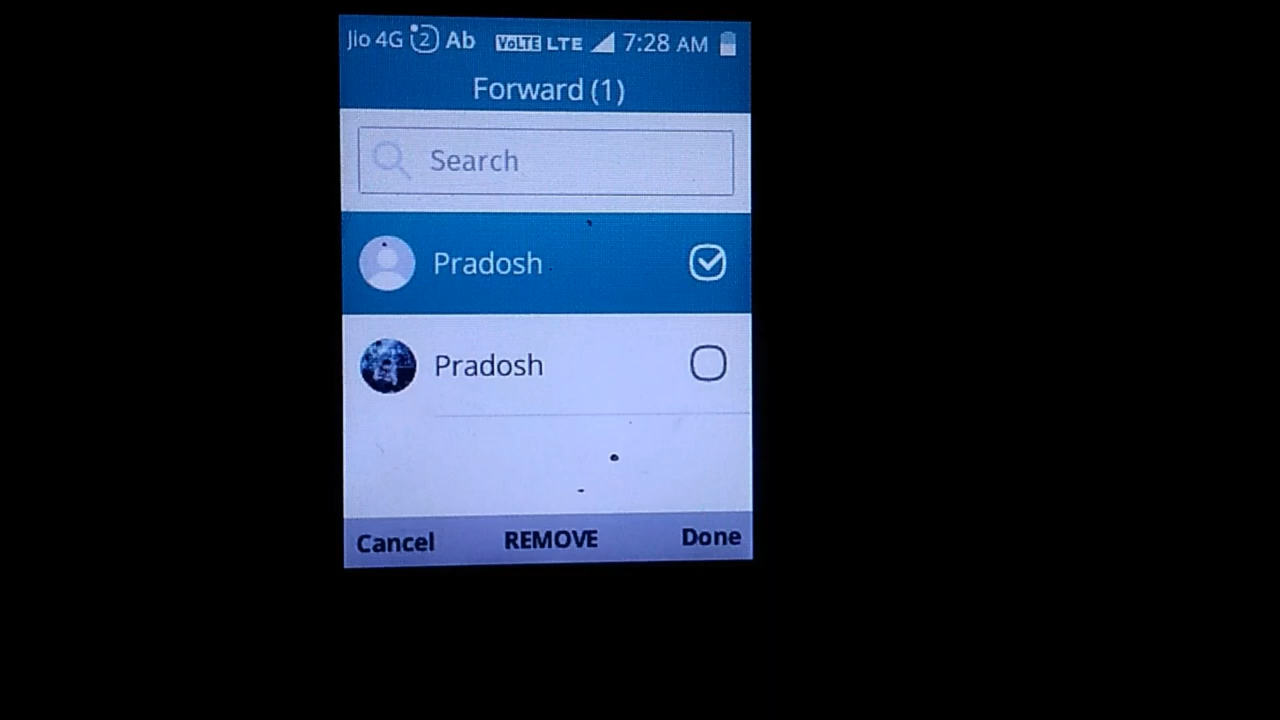 Jio 4G 2 Ab VoLTE LTE 7:28 AM
Forward (1)
Search
Pradosh
Pradosh
Cancel REMOVE Done